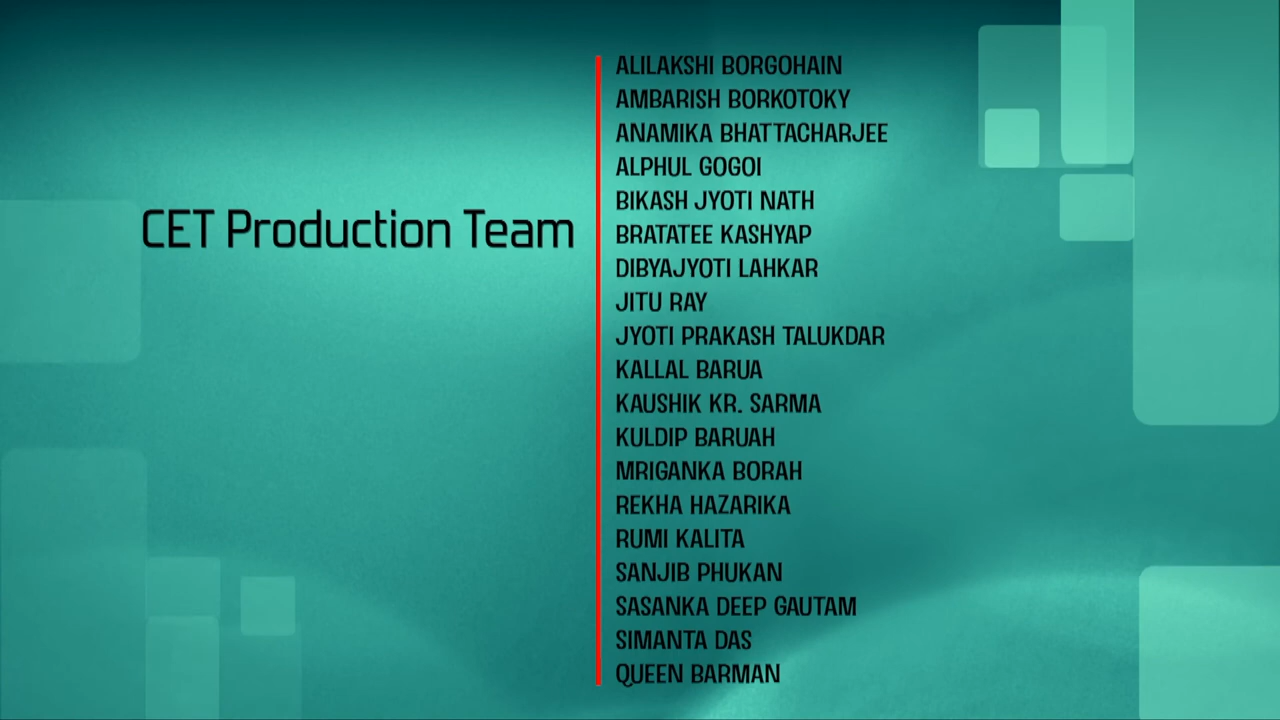 CET Production Team
ALILAKSHI BORGOHAIN
AMBARISH BORKOTOKY
ANAMIKA BHATTACHARJEE
ALPHUL GOGOI
BIKASH JYOTI NATH
BRATATEE KASHYAP
DIBYAJYOTI LAHKAR
JITU RAY
JYOTI PRAKASH TALUKDAR
KALLAL BARUA
KAUSHIK KR. SARMA
KULDIP BARUAH
MRIGANKA BORAH
REKHA HAZARIKA
RUMI KALITA
SANJIB PHUKAN
SASANKA DEEP GAUTAM
SIMANTA DAS
QUEEN BARMAN